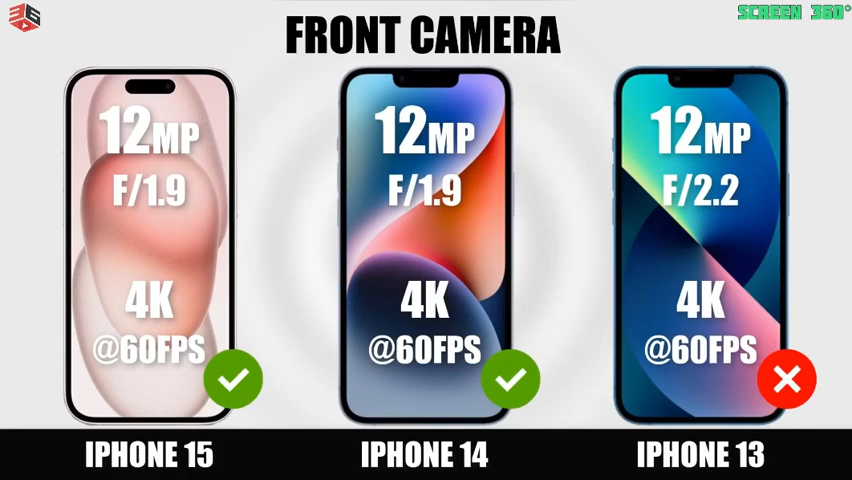 SCREEN 360°
FRONT CAMERA
12MP
F/1.9
4K
@60FPS
12MP
F/1.9
4K
@60FPS
12MP
F/2.2
4K
@60FPS
IPHONE 15
IPHONE 14
IPHONE 13